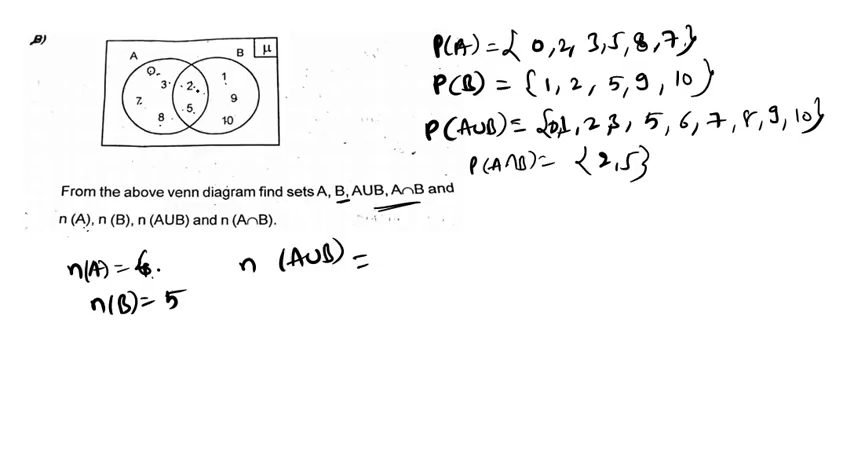 B)
μ
A
B
0
3
2
1
7
5
9
8
10
P(A) = { 0, 2, 3, 5, 8, 7}
P(B) = {1, 2, 5, 9, 10}
P(A∪B) = {0,1, 2 3, 5, 6, 7, 8, 9, 10}
P(A∩B) = {2,5}
From the above venn diagram find sets A, B, AUB, A∩B and
n (A), n (B), n (AUB) and n (A∩B).
n(A) = 6.
n(B) = 5
n (A∪B) =